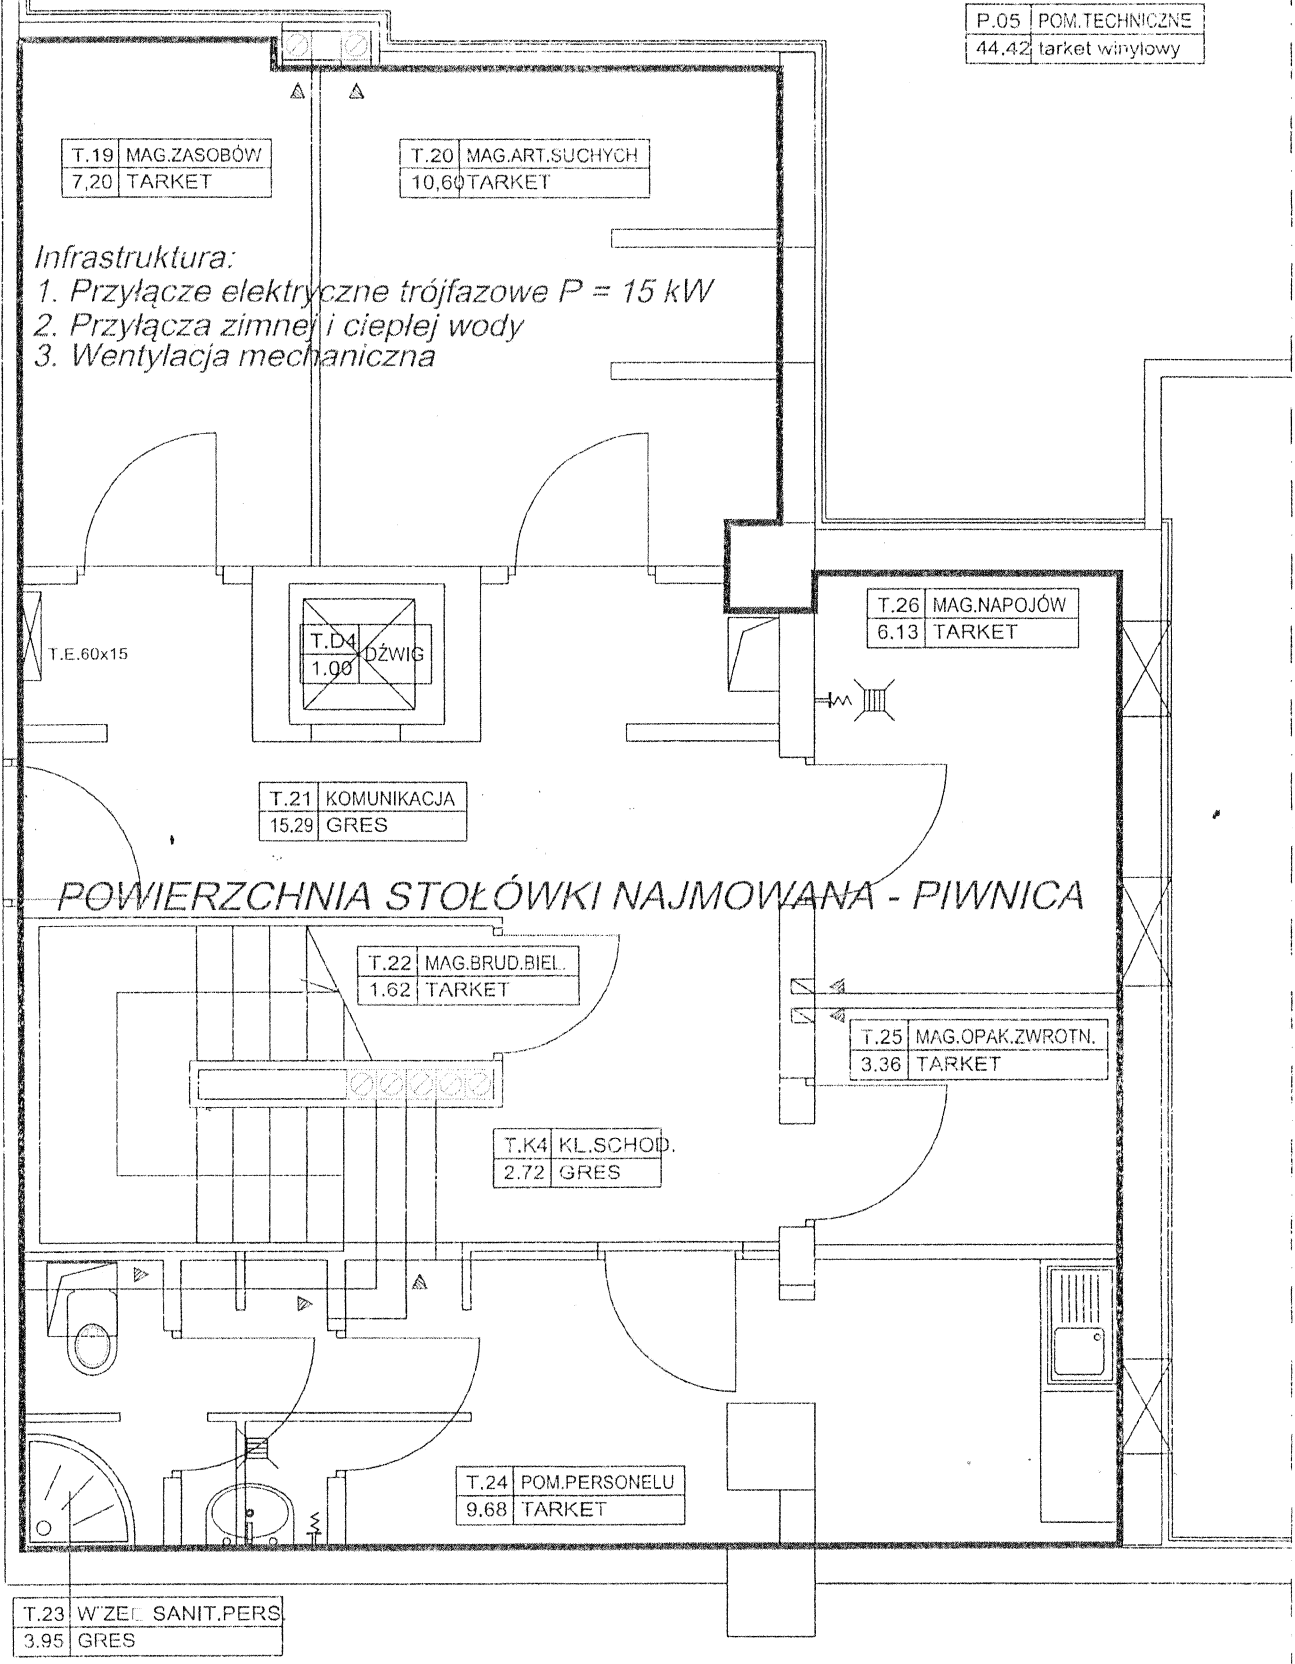 P.05 POM.TECHNICZNE
44.42 tarket winylowy
T.19 MAG.ZASOBÓW
7,20 TARKET
T.20 MAG.ART.SUCHYCH
10,60 TARKET
Infrastruktura:
1. Przyłącze elektryczne trójfazowe P = 15 kW
2. Przyłącza zimnej i ciepłej wody
3. Wentylacja mechaniczna
T.26 MAG.NAPOJÓW
6.13 TARKET
T.D4 DŹWIG
1.00
T.E.60x15
T.21 KOMUNIKACJA
15.29 GRES
POWIERZCHNIA STOŁÓWKI NAJMOWANA - PIWNICA
T.22 MAG.BRUD.BIEL.
1.62 TARKET
T.25 MAG.OPAK.ZWROTN.
3.36 TARKET
T.K4 KL.SCHOD.
2.72 GRES
T.24 POM.PERSONELU
9.68 TARKET
T.23 SANIT.PERS.
3.95 GRES